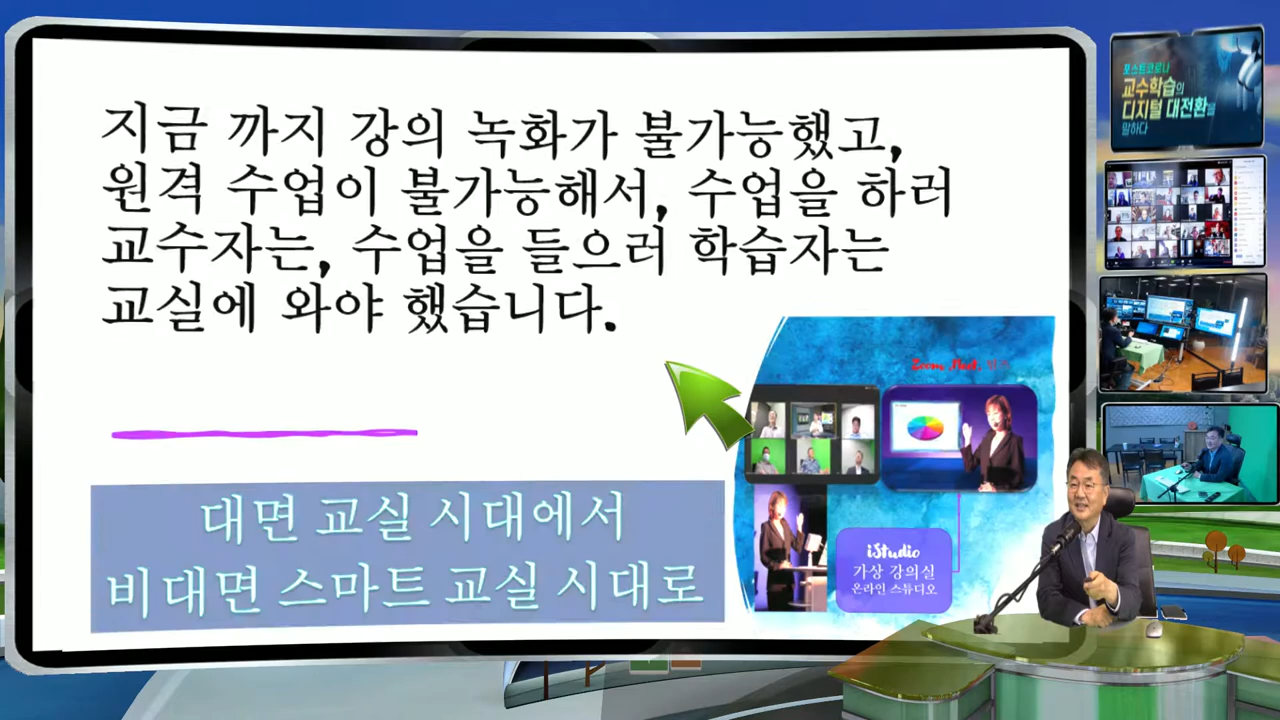 지금 까지 강의 녹화가 불가능했고,
원격 수업이 불가능해서, 수업을 하러
교수자는, 수업을 들으러 학습자는
교실에 와야 했습니다.
대면 교실 시대에서
비대면 스마트 교실 시대로
Zoom, Meet,
iStudio
가상 강의실
온라인 스튜디오
포스트코로나
교수학습의
디지털 대전환을
말하다